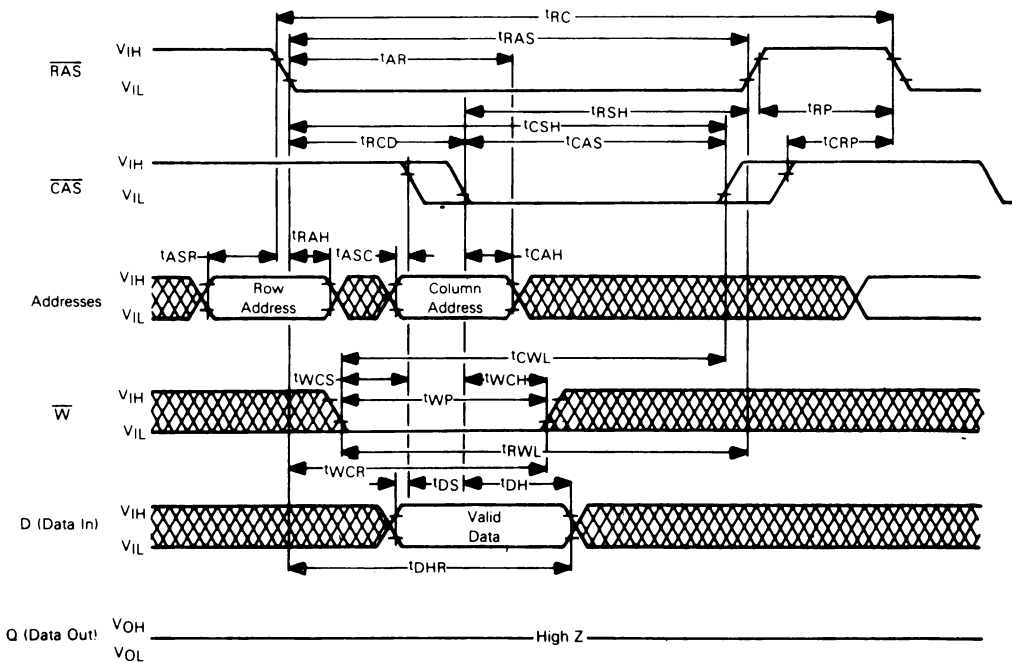 tRC
tRAS
VIH
tAR
RAS
VIL
tRSH
tRP
tCSH
tRCD
tCAS
tCRP
VIH
CAS
VIL
tRAH
tASR
tASC
tCAH
VIH
Row
Address
Column
Address
Addresses
VIL
tCWL
tWCS
tWCH
VIH
tWP
W
VIL
tRWL
tWCR
tDS
tDH
VIH
D (Data In)
Valid
Data
VIL
tDHR
VOH
Q (Data Out)
High Z
VOL